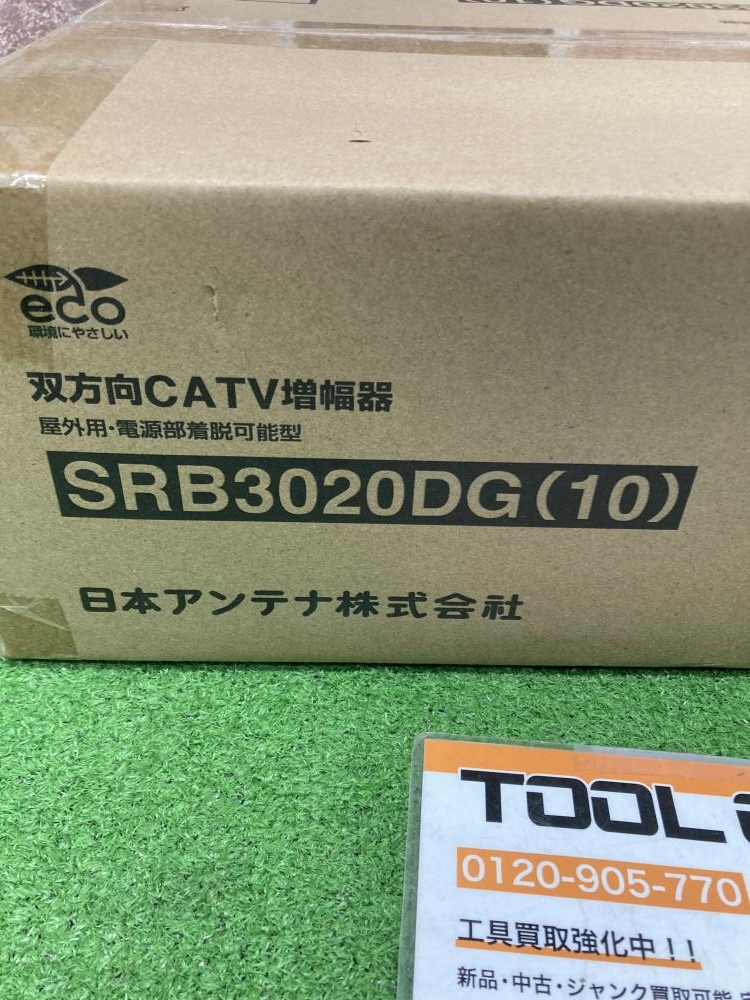 eco
環境にやさしい
双方向CATV増幅器
屋外用・電源部着脱可能型
SRB3020DG(10)
日本アンテナ株式会社
TOOL
0120-905-770
工具買取強化中！！
新品・中古・ジャンク買取可能